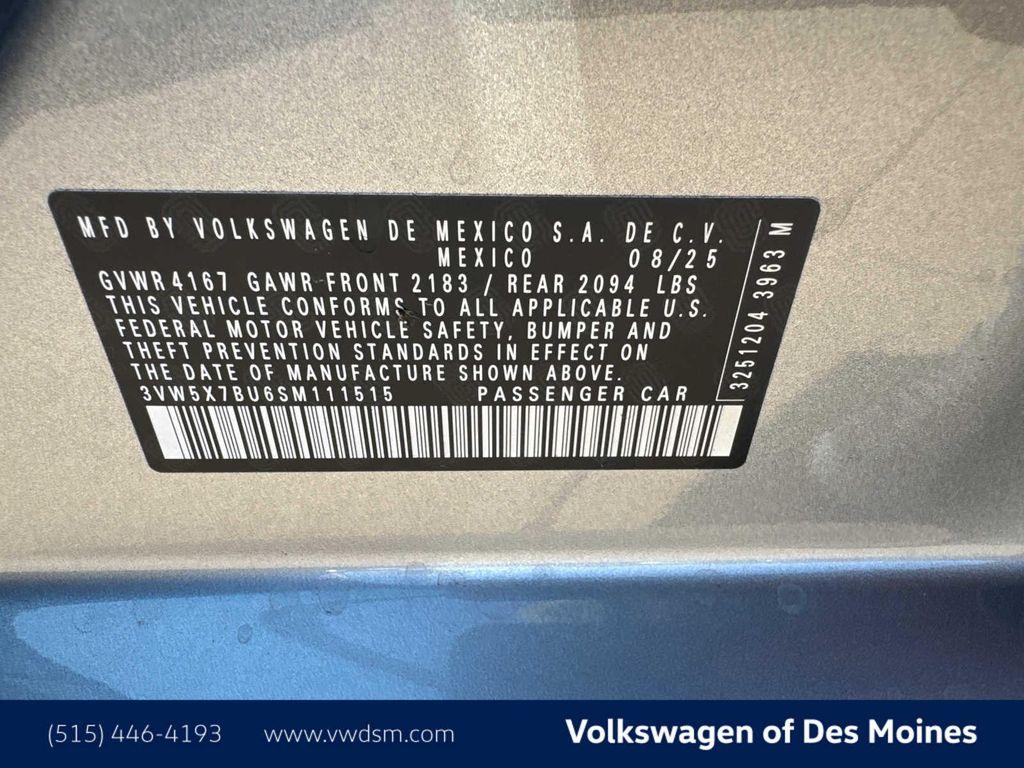 MFD BY VOLKSWAGEN DE MEXICO S.A. DE C.V.
MEXICO 08/25
GVWR 4167 GAWR-FRONT 2183 / REAR 2094 LBS
THIS VEHICLE CONFORMS TO ALL APPLICABLE U.S.
FEDERAL MOTOR VEHICLE SAFETY, BUMPER AND
THEFT PREVENTION STANDARDS IN EFFECT ON
THE DATE OF MANUFACTURE SHOWN ABOVE.
3VW5X7BU6SM111515 PASSENGER CAR
3251204 3963 M
(515) 446-4193 www.vwdsm.com Volkswagen of Des Moines